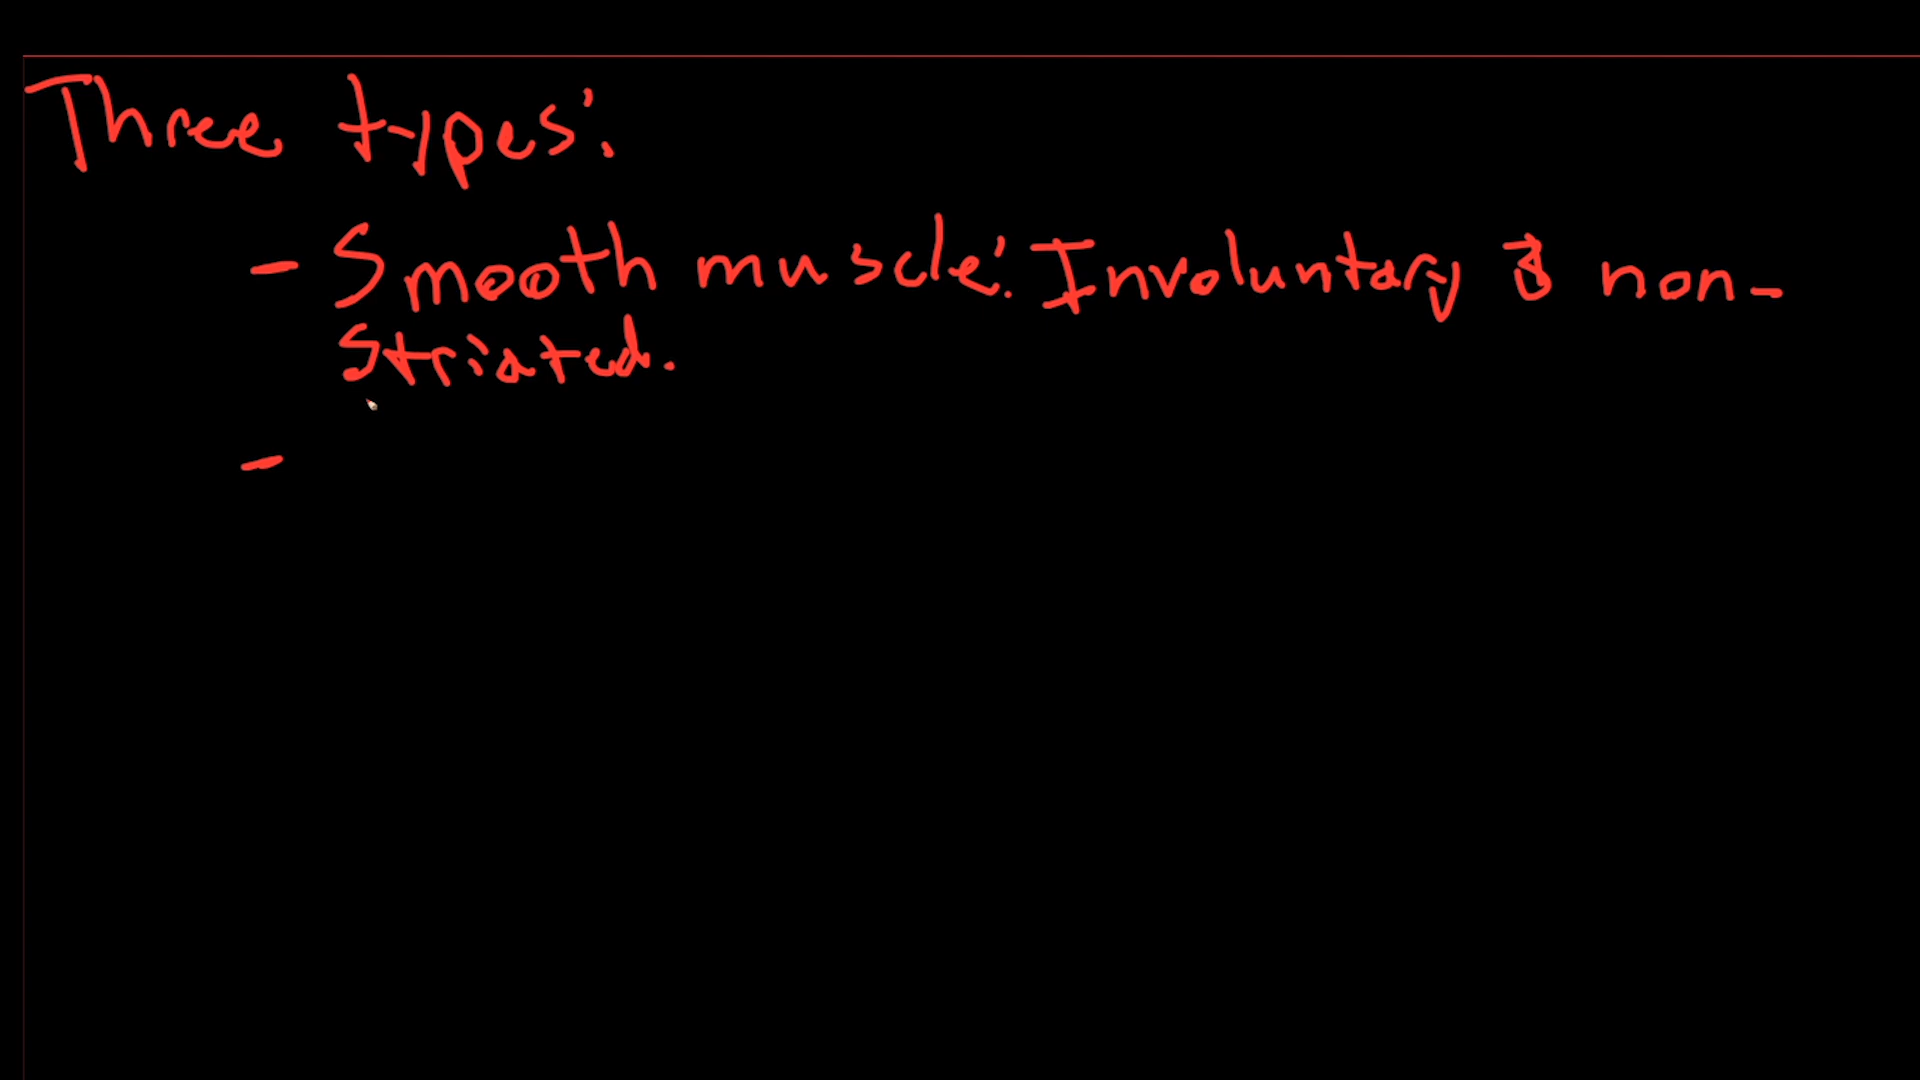 Three types:
- Smooth muscle: Involuntary & non-
striated.
-